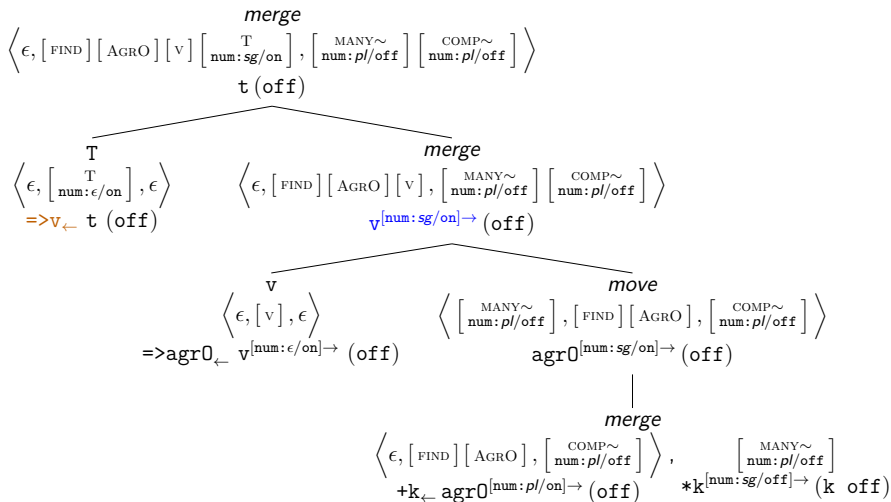 merge
⟨ϵ, [FIND] [AGRO] [V] [T num:sg/on], [MANY∼ num:pl/off] [COMP∼ num:pl/off]⟩
t (off)
T merge
⟨ϵ, [T num:ϵ/on], ϵ⟩ ⟨ϵ, [FIND] [AGRO] [V], [MANY∼ num:pl/off] [COMP∼ num:pl/off]⟩
=>v← t (off) v[num:sg/on]→ (off)
v move
⟨ϵ, [V], ϵ⟩ ⟨[MANY∼ num:pl/off], [FIND] [AGRO], [COMP∼ num:pl/off]⟩
=>agrO← v[num:ϵ/on]→ (off) agrO[num:sg/on]→ (off)
merge
⟨ϵ, [FIND] [AGRO], [COMP∼ num:pl/off]⟩, [MANY∼ num:pl/off]
+k← agrO[num:pl/on]→ (off) *k[num:sg/off]→ (k off)